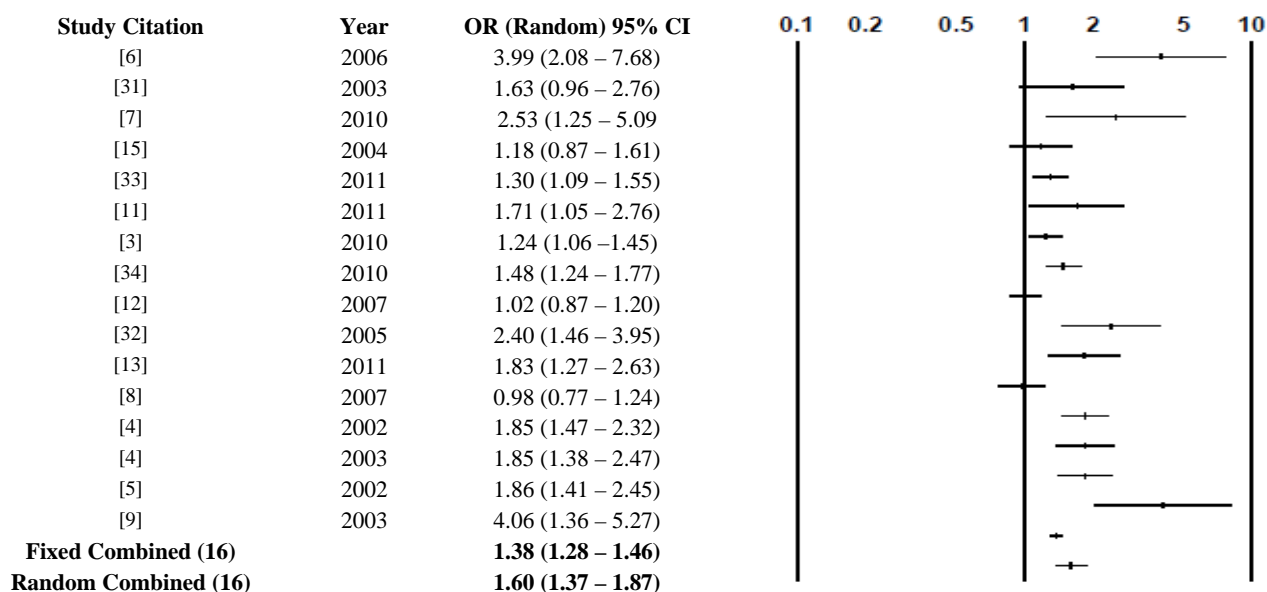 Study Citation Year OR (Random) 95% CI 0.1 0.2 0.5 1 2 5 10
[6] 2006 3.99 (2.08 – 7.68)
[31] 2003 1.63 (0.96 – 2.76)
[7] 2010 2.53 (1.25 – 5.09
[15] 2004 1.18 (0.87 – 1.61)
[33] 2011 1.30 (1.09 – 1.55)
[11] 2011 1.71 (1.05 – 2.76)
[3] 2010 1.24 (1.06 –1.45)
[34] 2010 1.48 (1.24 – 1.77)
[12] 2007 1.02 (0.87 – 1.20)
[32] 2005 2.40 (1.46 – 3.95)
[13] 2011 1.83 (1.27 – 2.63)
[8] 2007 0.98 (0.77 – 1.24)
[4] 2002 1.85 (1.47 – 2.32)
[4] 2003 1.85 (1.38 – 2.47)
[5] 2002 1.86 (1.41 – 2.45)
[9] 2003 4.06 (1.36 – 5.27)
Fixed Combined (16) 1.38 (1.28 – 1.46)
Random Combined (16) 1.60 (1.37 – 1.87)